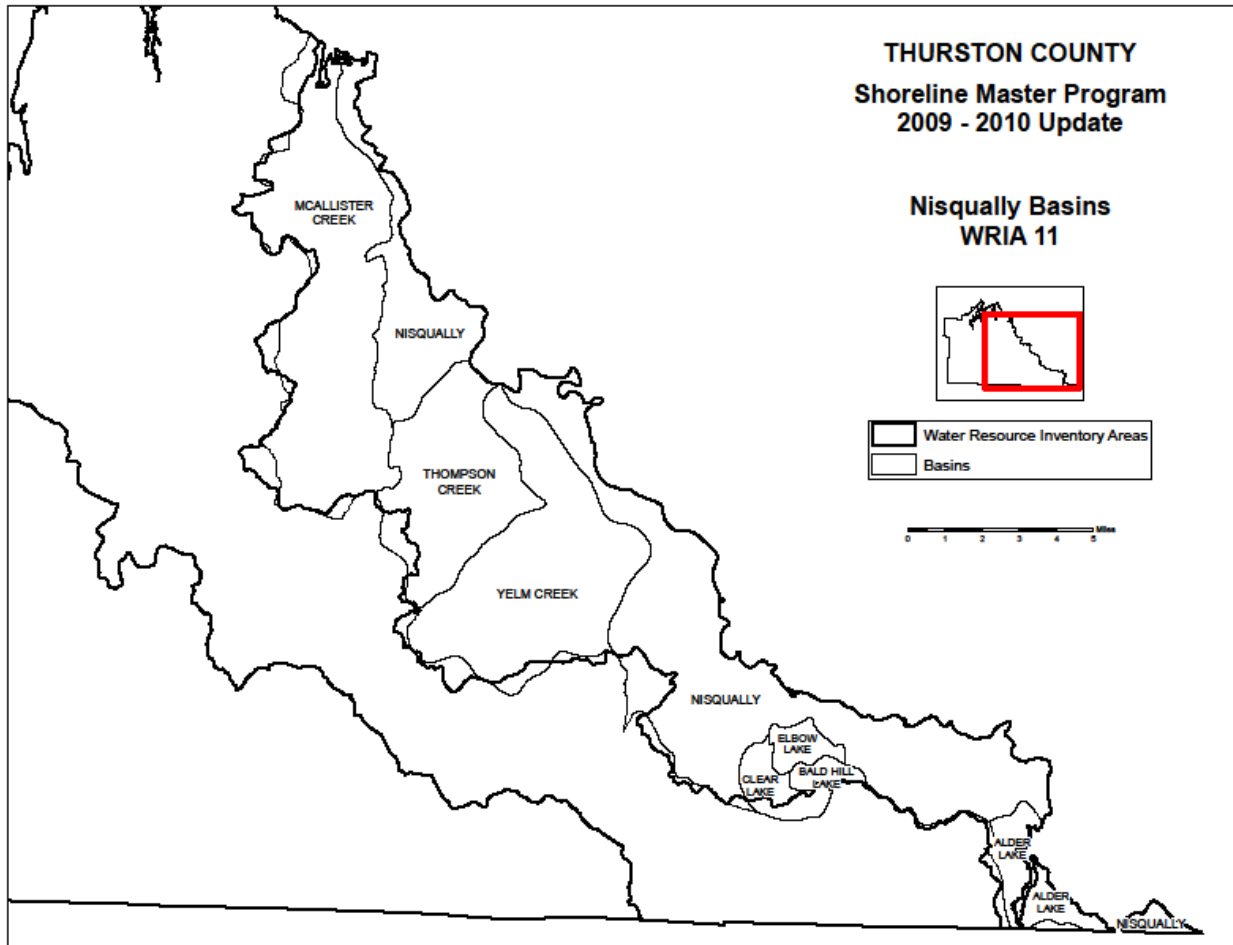 THURSTON COUNTY
Shoreline Master Program
2009 - 2010 Update
Nisqually Basins
WRIA 11
Water Resource Inventory Areas
Basins
Miles
0 1 2 3 4 5
MCALLISTER
CREEK
NISQUALLY
THOMPSON
CREEK
YELM CREEK
NISQUALLY
ELBOW
LAKE
CLEAR
LAKE
BALD HILL
LAKE
ALDER
LAKE
ALDER
LAKE
NISQUALLY